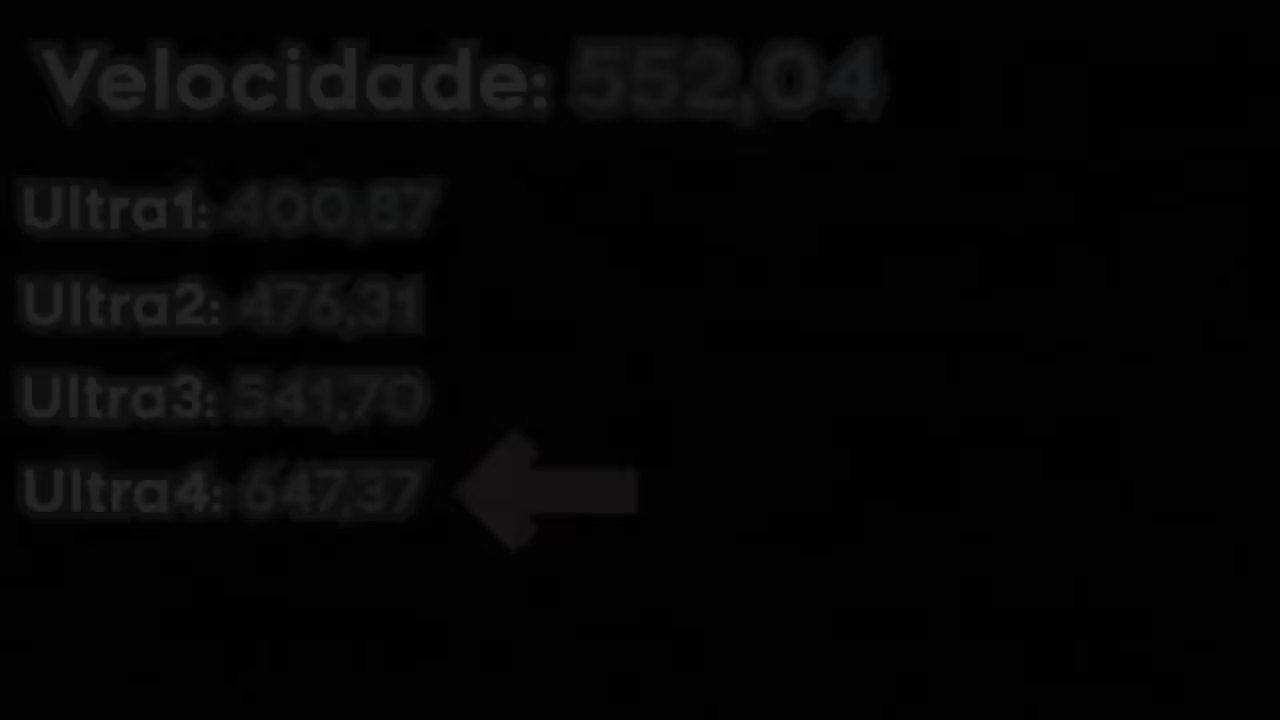 Velocidade: 552,04
Ultra1: 400,87
Ultra2: 476,31
Ultra3: 541,70
Ultra4: 647,37